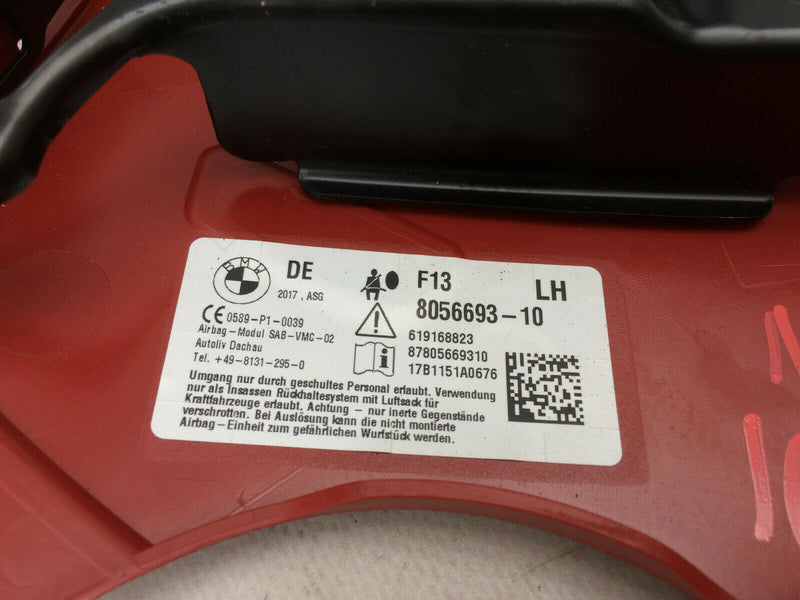 BMW
DE
2017 , ASG
F13
LH
8056693-10
CE 0589-P1-0039
Airbag-Modul SAB-VMC-02
Autoliv Dachau
Tel. +49-8131-295-0
619168823
87805669310
17B1151A0676
Umgang nur durch geschultes Personal erlaubt. Verwendung
nur als Insassen Rückhaltesystem mit Luftsack für
Kraftfahrzeuge erlaubt. Achtung - nur inerte Gegenstände
verschrotten. Bei Auslösung kann die nicht montierte
Airbag-Einheit zum gefährlichen Wurfstück werden.